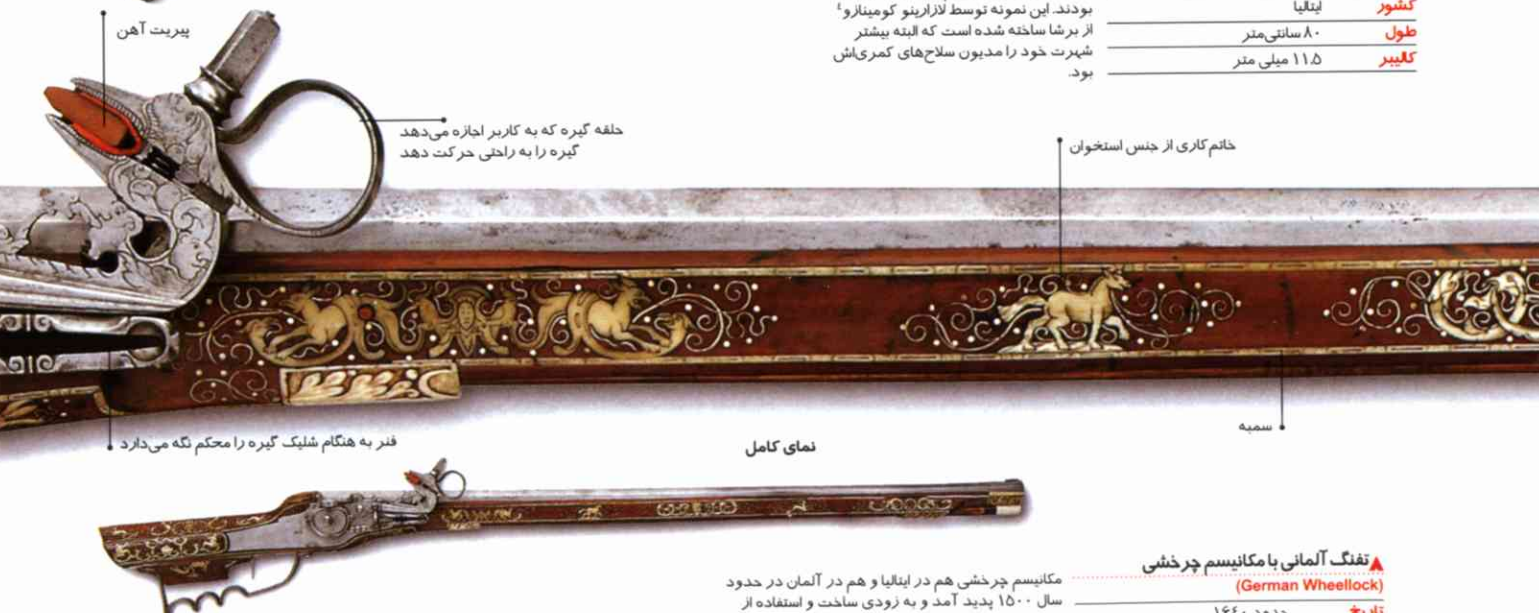 کشور ایتالیا
طول ۸۰ سانتی‌متر
کالیبر ۱۱.۵ میلی متر
بودند. این نمونه توسط لازارینو کومینازو٤
از برشا ساخته شده است که البته بیشتر
شهرت خود را مدیون سلاح‌های کمری‌اش
بود.
پیریت آهن
حلقه گیره که به کاربر اجازه می‌دهد
گیره را به راحتی حرکت دهد
خاتم‌کاری از جنس استخوان
سمبه
فنر به هنگام شلیک گیره را محکم نگه می‌دارد
نمای کامل
تفنگ آلمانی با مکانیسم چرخشی
(German Wheellock)
تاریخ حدود ۱۶٤۰
مکانیسم چرخشی هم در ایتالیا و هم در آلمان در حدود
سال ۱۵۰۰ پدید آمد و به زودی ساخت و استفاده از